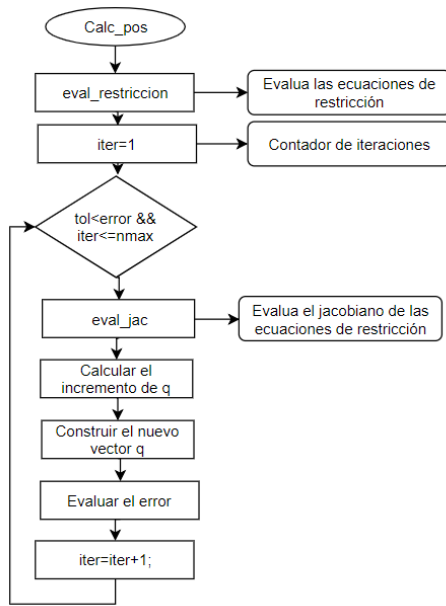 Calc_pos
eval_restriccion
Evalua las ecuaciones de
restricción
iter=1
Contador de iteraciones
tol<error &&
iter<=nmax
eval_jac
Evalua el jacobiano de las
ecuaciones de restricción
Calcular el
incremento de q
Construir el nuevo
vector q
Evaluar el error
iter=iter+1;